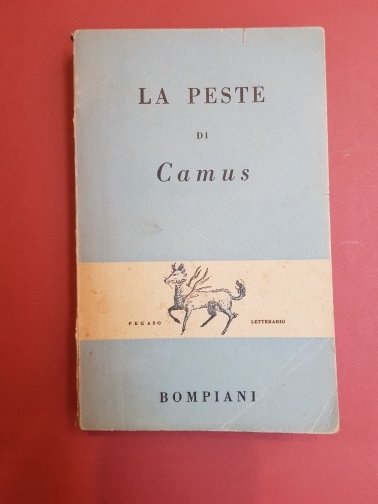 LA PESTE
DI
Camus
PEGASO LETTERARIO
BOMPIANI